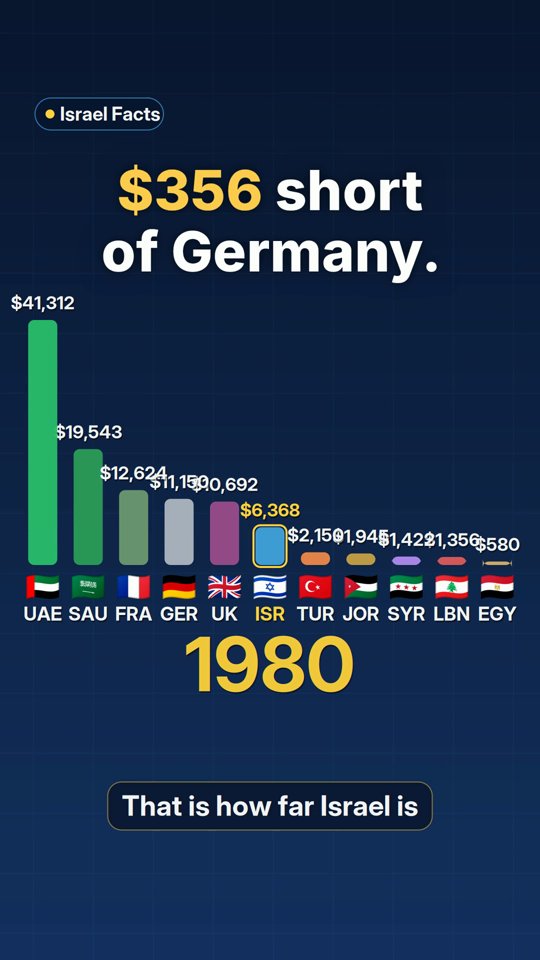 Israel Facts
$356 short
of Germany.
$41,312
$19,543
$12,624
$11,150
$10,692
$6,368
$2,150
$1,945
$1,422
$1,356
$580
UAE SAU FRA GER UK ISR TUR JOR SYR LBN EGY
1980
That is how far Israel is